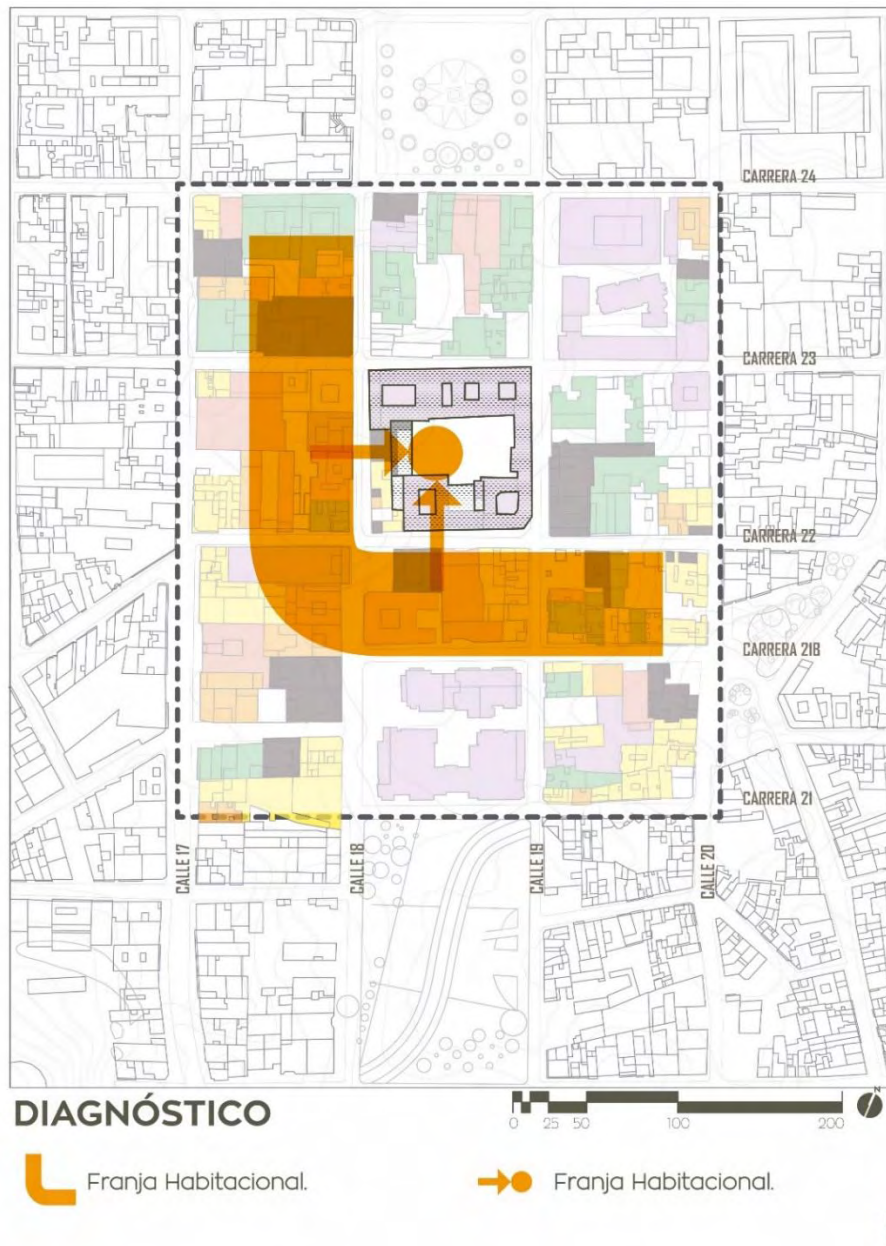 CARRERA 24
CARRERA 23
CARRERA 22
CARRERA 21B
CARRERA 21
CALLE 17
CALLE 18
CALLE 19
CALLE 20
DIAGNÓSTICO
0 25 50 100 200
N
Franja Habitacional.
Franja Habitacional.